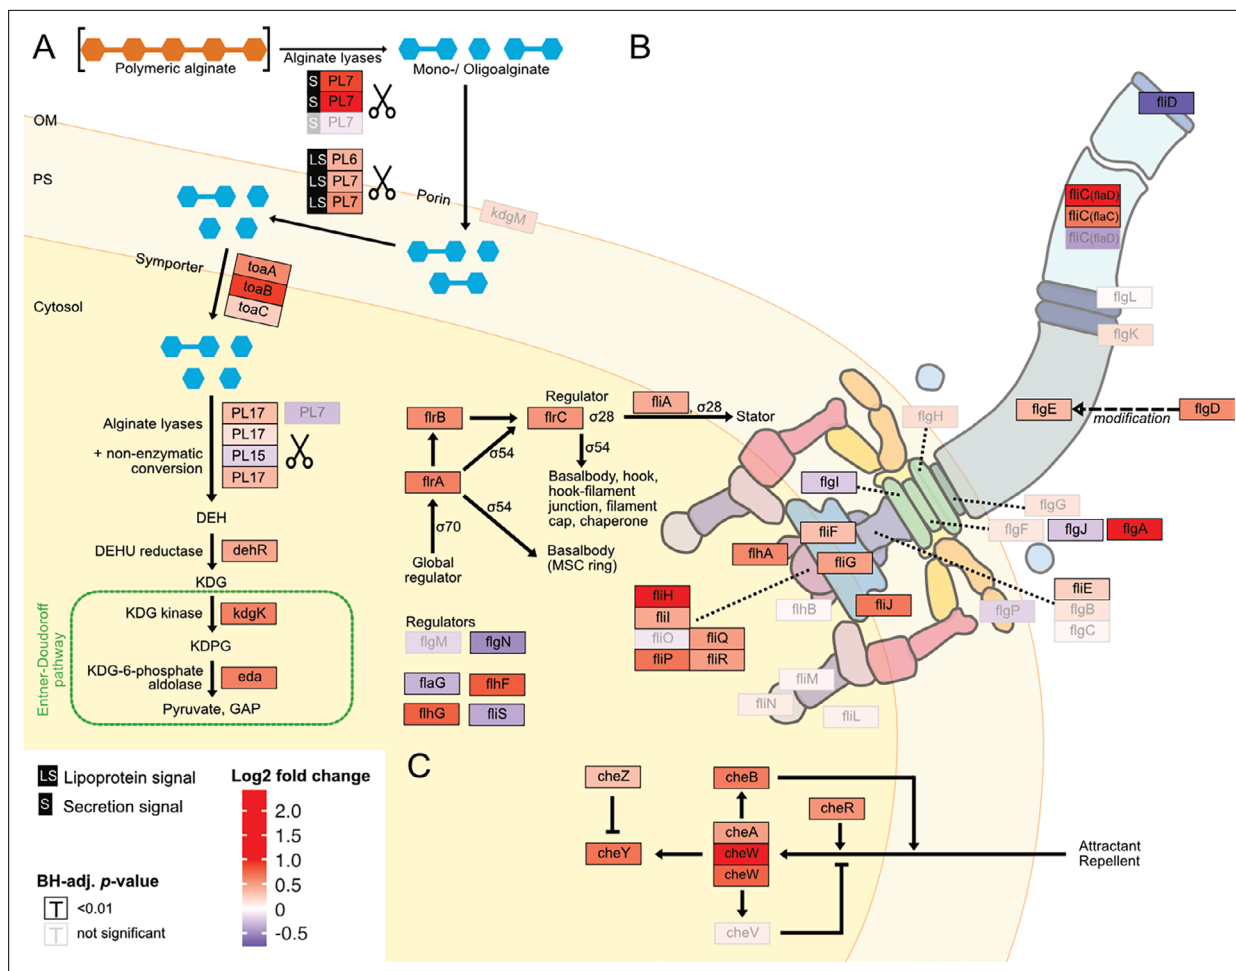 A
Polymeric alginate
Alginate lyases
Mono-/ Oligoalginate
S PL7
S PL7
S PL7
OM
PS
LS PL6
LS PL7
LS PL7
Porin
kdgM
Symporter
toaA
toaB
toaC
Cytosol
Alginate lyases
+ non-enzymatic
conversion
PL17
PL7
PL17
PL15
PL17
DEH
DEHU reductase
dehR
KDG
KDG kinase
kdgK
KDPG
KDG-6-phosphate
aldolase
eda
Pyruvate, GAP
Entner-Doudoroff
pathway
B
fliD
fliC(flaD)
fliC(flaC)
fliC(flaD)
flgL
flgK
flgE
modification
flgD
Regulator
flrB
flrC
σ28
fliA
, σ28
Stator
σ54
σ54
flrA
Basalbody, hook,
hook-filament
junction, filament
cap, chaperone
σ54
σ70
Global
regulator
Basalbody
(MSC ring)
flgH
flgI
flgG
flgF
flgJ
flgA
fliF
flhA
fliG
fliE
flgB
flgC
flgP
fliH
fliI
fliO
fliQ
fliP
fliR
flhB
fliJ
fliM
fliN
fliL
Regulators
flgM
flgN
flaG
flhF
flhG
fliS
C
cheZ
cheB
cheR
cheA
cheY
cheW
cheW
cheV
Attractant
Repellent
LS Lipoprotein signal
S Secretion signal
BH-adj. p-value
T <0.01
T not significant
Log2 fold change
2.0
1.5
1.0
0.5
0
-0.5